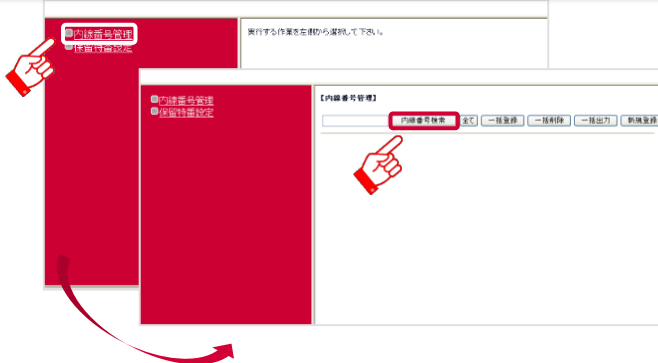 内線番号管理
保留特番設定
実行する作業を左側から選択して下さい。
内線番号管理
保留特番設定
【内線番号管理】
内線番号検索 全て 一括登録 一括削除 一括出力 新規登録